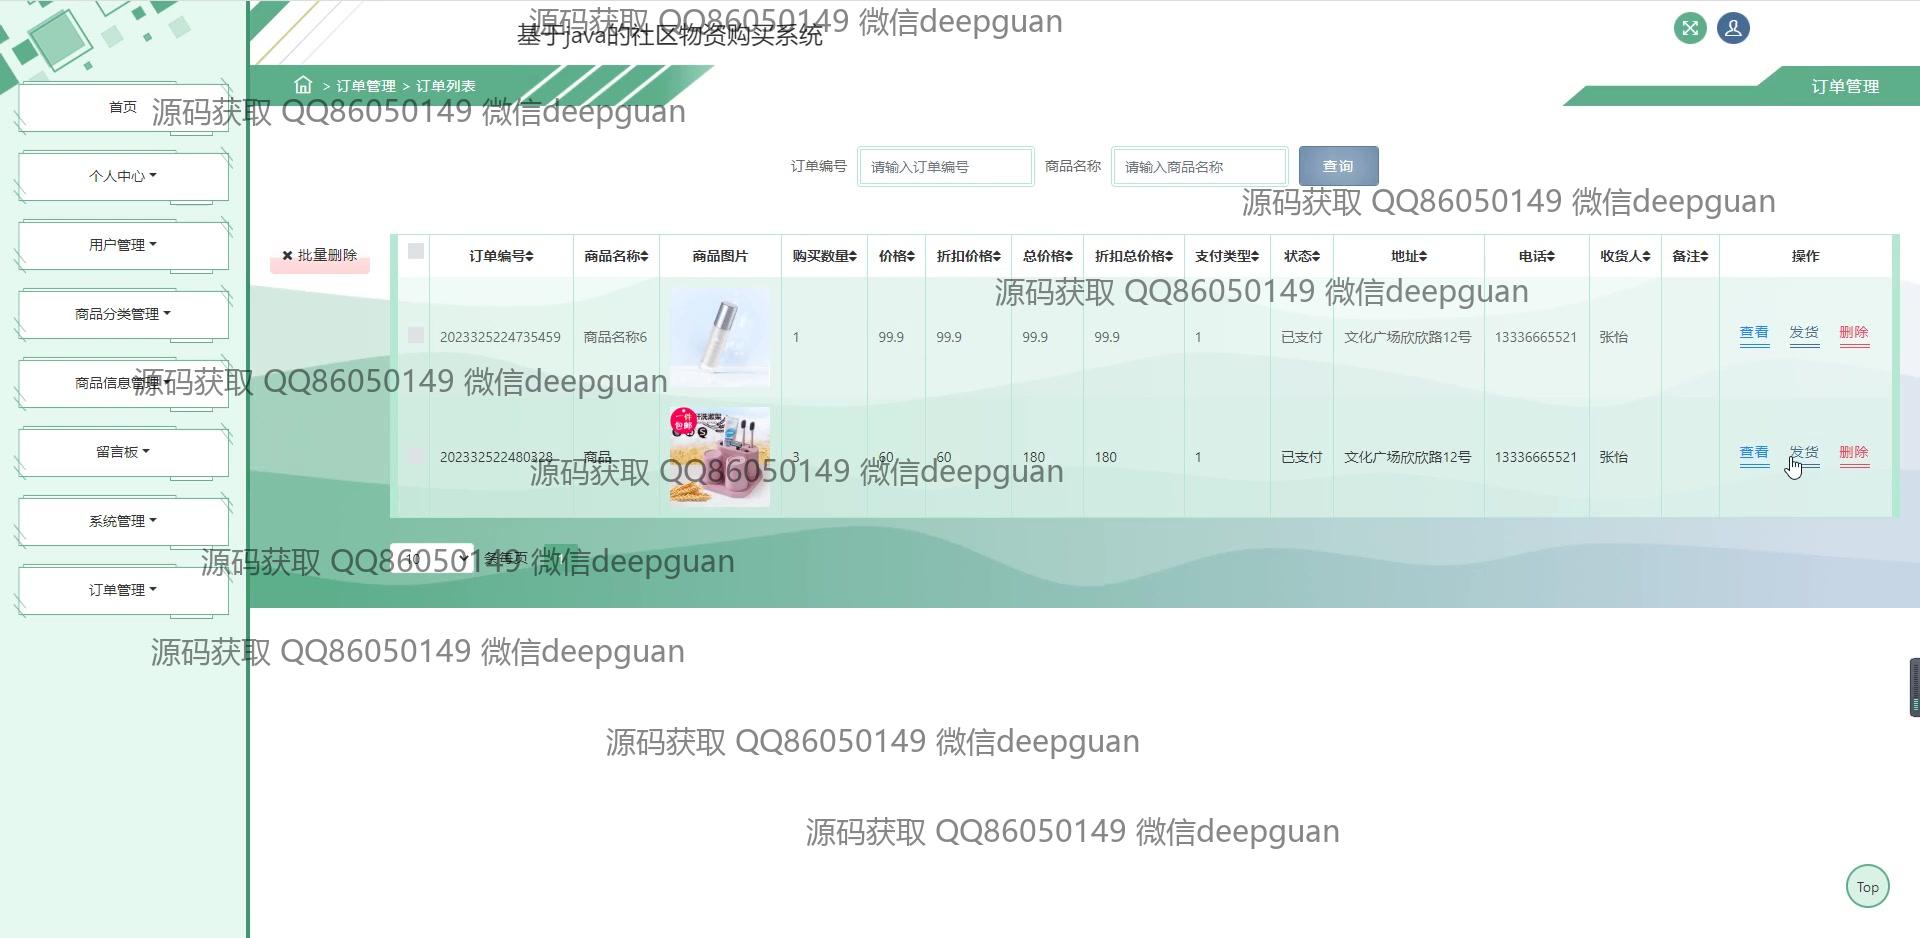 源码获取 QQ86050149 微信deepguan
基于java的社区物资购买系统
> 订单管理 > 订单列表
订单管理
首页
源码获取 QQ86050149 微信deepguan
个人中心
用户管理
商品分类管理
商品信息管理
留言板
系统管理
订单管理
订单编号 请输入订单编号 商品名称 请输入商品名称 查询
源码获取 QQ86050149 微信deepguan
批量删除
订单编号 商品名称 商品图片 购买数量 价格 折扣价格 总价格 折扣总价格 支付类型 状态 地址 电话 收货人 备注 操作
源码获取 QQ86050149 微信deepguan
2023325224735459 商品名称6 1 99.9 99.9 99.9 99.9 1 已支付 文化广场欣欣路12号 13336665521 张怡 查看 发货 删除
源码获取 QQ86050149 微信deepguan
一件
包邮
202332522480328 商品 3 60 60 180 180 1 已支付 文化广场欣欣路12号 13336665521 张怡 查看 发货 删除
源码获取 QQ86050149 微信deepguan
10 条每页 1
源码获取 QQ86050149 微信deepguan
源码获取 QQ86050149 微信deepguan
源码获取 QQ86050149 微信deepguan
源码获取 QQ86050149 微信deepguan
Top